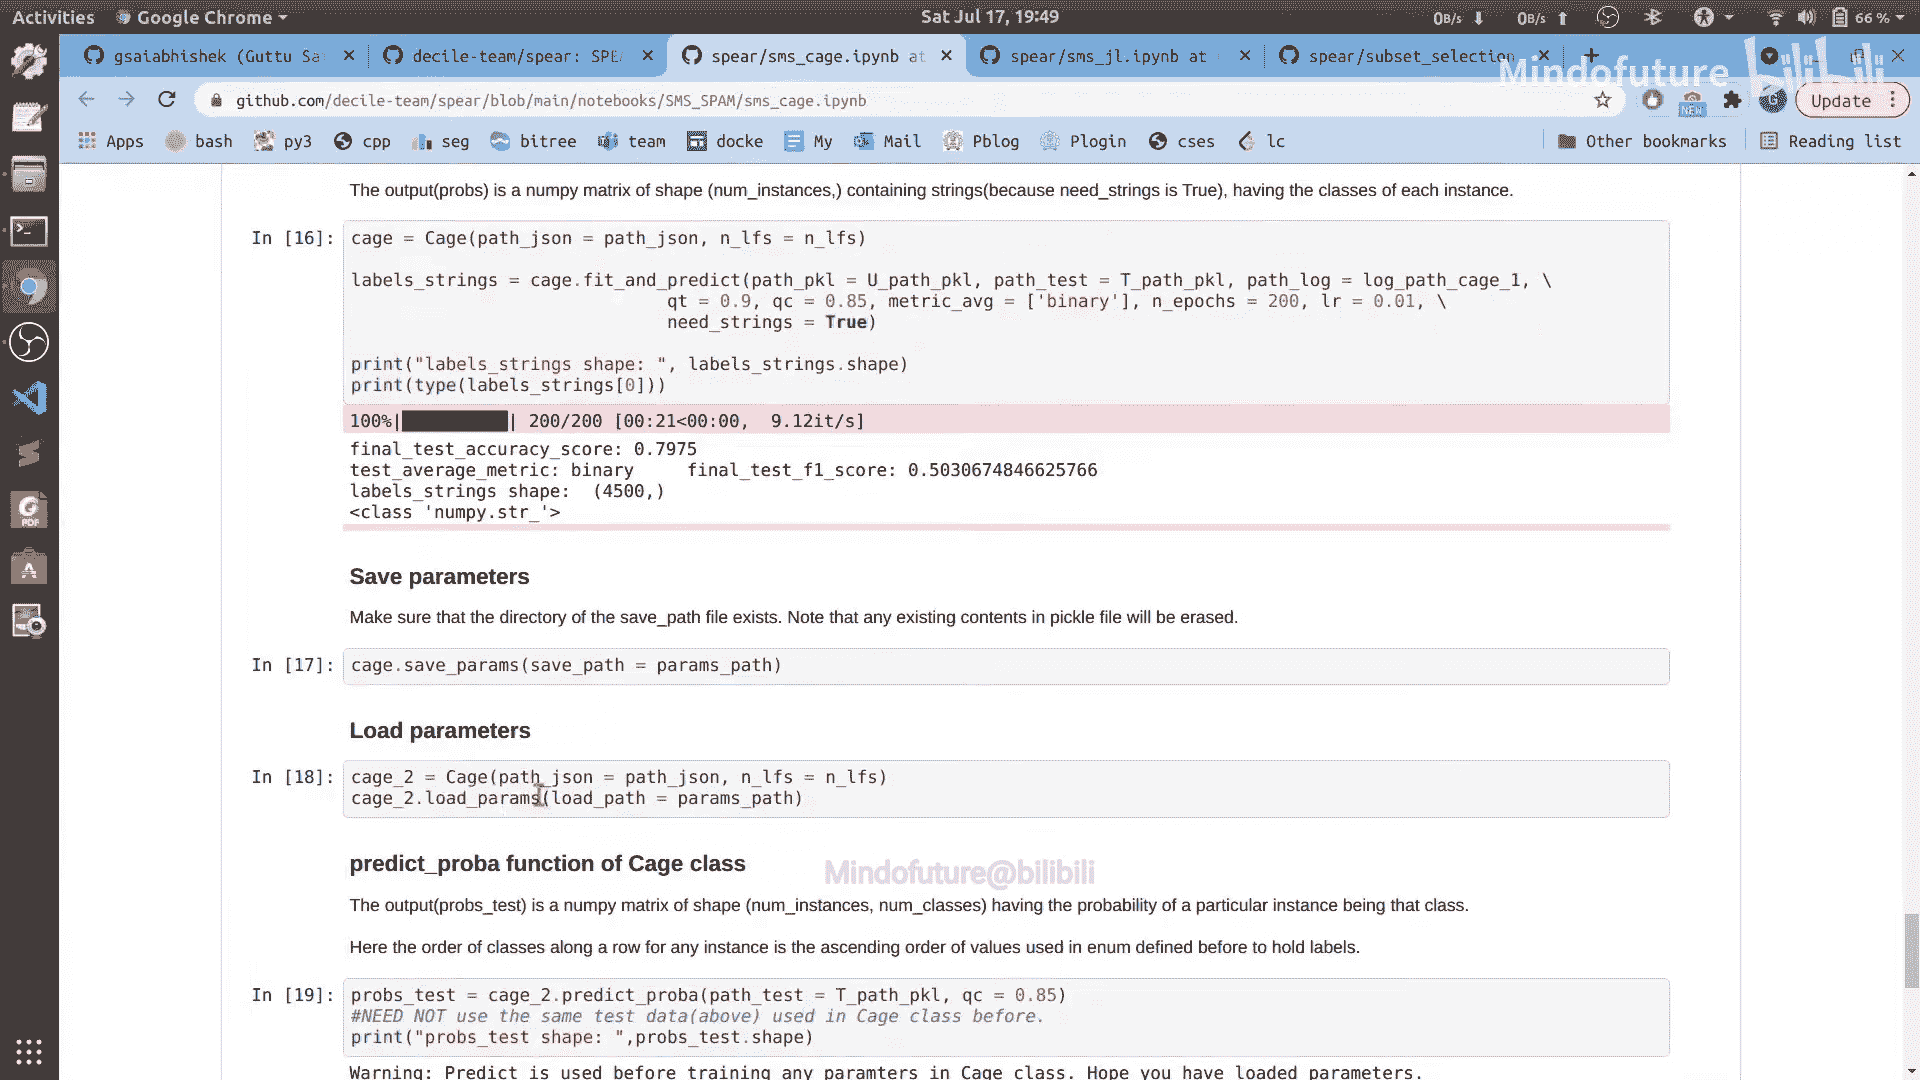 Activities
Google Chrome
Sat Jul 17, 19:49
0B/s
0B/s
66 %
gsaiabhishek (Guttu Sa
decile-team/spear: SPE
spear/sms_cage.ipynb at
spear/sms_jl.ipynb at
spear/subset_selection
Mindofuture bilibili
github.com/decile-team/spear/blob/main/notebooks/SMS_SPAM/sms_cage.ipynb
NEW
G
Update
Apps
bash
py3
cpp
seg
bitree
team
docke
My
Mail
Pblog
Plogin
cses
lc
Other bookmarks
Reading list
The output(probs) is a numpy matrix of shape (num_instances,) containing strings(because need_strings is True), having the classes of each instance.
In [16]:
cage = Cage(path_json = path_json, n_lfs = n_lfs)
labels_strings = cage.fit_and_predict(path_pkl = U_path_pkl, path_test = T_path_pkl, path_log = log_path_cage_1, \
qt = 0.9, qc = 0.85, metric_avg = ['binary'], n_epochs = 200, lr = 0.01, \
need_strings = True)
print("labels_strings shape: ", labels_strings.shape)
print(type(labels_strings[0]))
100%|██████████| 200/200 [00:21<00:00,  9.12it/s]
final_test_accuracy_score: 0.7975
test_average_metric: binary     final_test_f1_score: 0.5030674846625766
labels_strings shape:  (4500,)
<class 'numpy.str_'>
Save parameters
Make sure that the directory of the save_path file exists. Note that any existing contents in pickle file will be erased.
In [17]:
cage.save_params(save_path = params_path)
Load parameters
In [18]:
cage_2 = Cage(path_json = path_json, n_lfs = n_lfs)
cage_2.load_params(load_path = params_path)
predict_proba function of Cage class
Mindofuture@bilibili
The output(probs_test) is a numpy matrix of shape (num_instances, num_classes) having the probability of a particular instance being that class.
Here the order of classes along a row for any instance is the ascending order of values used in enum defined before to hold labels.
In [19]:
probs_test = cage_2.predict_proba(path_test = T_path_pkl, qc = 0.85)
#NEED NOT use the same test data(above) used in Cage class before.
print("probs_test shape: ",probs_test.shape)
Warning: Predict is used before training any paramters in Cage class. Hope you have loaded parameters.
PDF